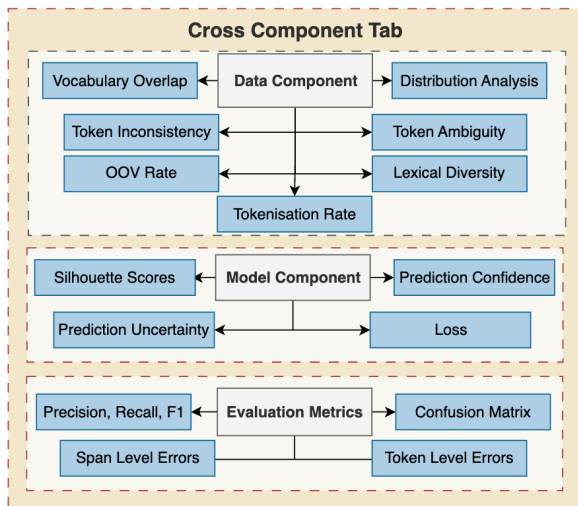 Cross Component Tab
Vocabulary Overlap
Data Component
Distribution Analysis
Token Inconsistency
Token Ambiguity
OOV Rate
Lexical Diversity
Tokenisation Rate
Silhouette Scores
Model Component
Prediction Confidence
Prediction Uncertainty
Loss
Precision, Recall, F1
Evaluation Metrics
Confusion Matrix
Span Level Errors
Token Level Errors